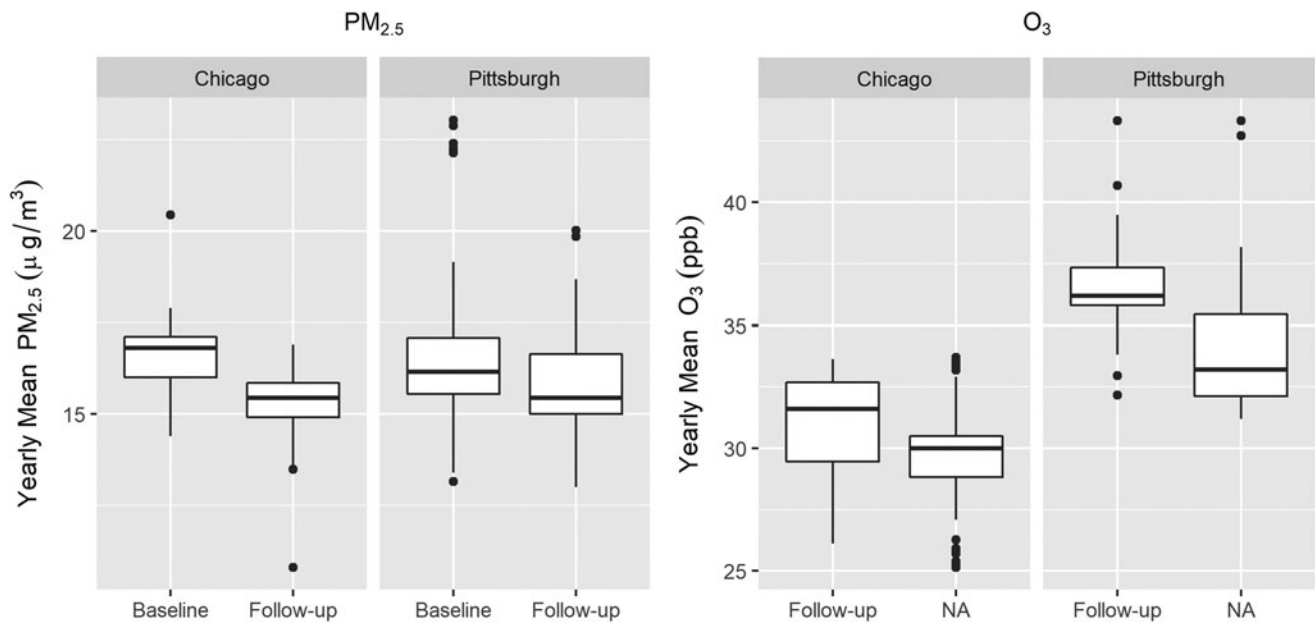 PM2.5
O3
Chicago
Pittsburgh
Chicago
Pittsburgh
Yearly Mean PM2.5 (μ g/m³)
20
15
Yearly Mean O3 (ppb)
40
35
30
25
Baseline
Follow-up
Baseline
Follow-up
Follow-up
NA
Follow-up
NA